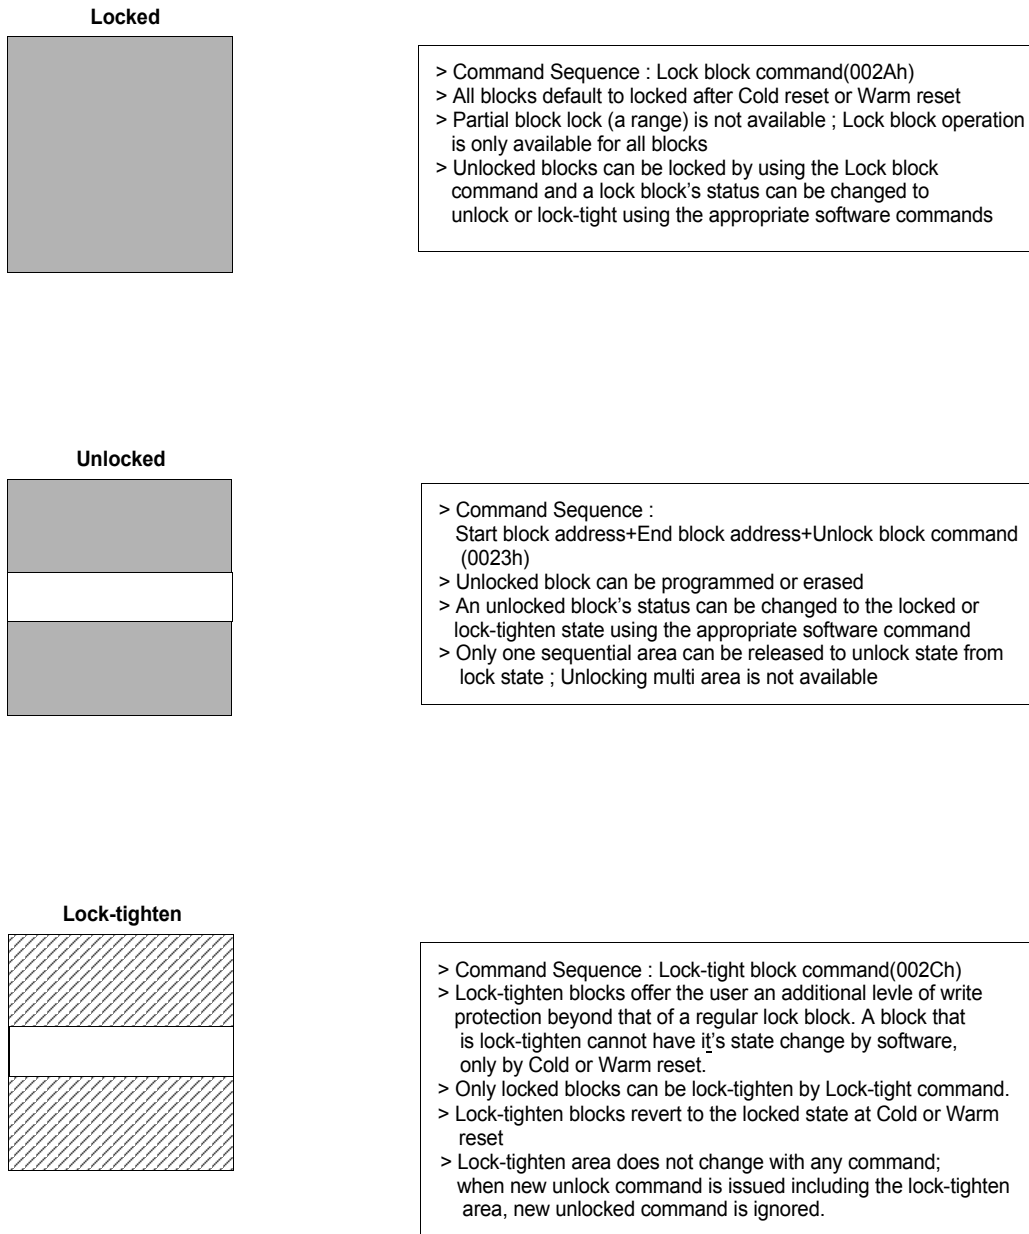 Locked
> Command Sequence : Lock block command(002Ah)
> All blocks default to locked after Cold reset or Warm reset
> Partial block lock (a range) is not available ; Lock block operation
is only available for all blocks
> Unlocked blocks can be locked by using the Lock block
command and a lock block's status can be changed to
unlock or lock-tight using the appropriate software commands
Unlocked
> Command Sequence :
Start block address+End block address+Unlock block command
(0023h)
> Unlocked block can be programmed or erased
> An unlocked block's status can be changed to the locked or
lock-tighten state using the appropriate software command
> Only one sequential area can be released to unlock state from
lock state ; Unlocking multi area is not available
Lock-tighten
> Command Sequence : Lock-tight block command(002Ch)
> Lock-tighten blocks offer the user an additional levle of write
protection beyond that of a regular lock block. A block that
is lock-tighten cannot have it's state change by software,
only by Cold or Warm reset.
> Only locked blocks can be lock-tighten by Lock-tight command.
> Lock-tighten blocks revert to the locked state at Cold or Warm
reset
> Lock-tighten area does not change with any command;
when new unlock command is issued including the lock-tighten
area, new unlocked command is ignored.